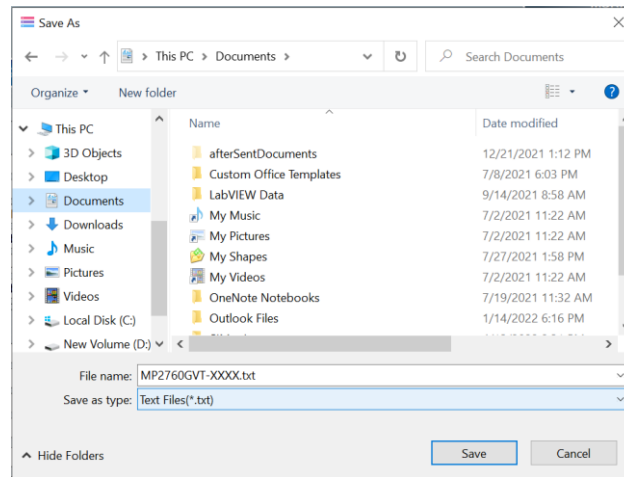 Save As
This PC > Documents >
Search Documents
Organize
New folder
This PC
3D Objects
Desktop
Documents
Downloads
Music
Pictures
Videos
Local Disk (C:)
New Volume (D:)
Name
Date modified
afterSentDocuments 12/21/2021 1:12 PM
Custom Office Templates 7/8/2021 6:03 PM
LabVIEW Data 9/14/2021 8:58 AM
My Music 7/2/2021 11:22 AM
My Pictures 7/2/2021 11:22 AM
My Shapes 7/27/2021 1:58 PM
My Videos 7/2/2021 11:22 AM
OneNote Notebooks 7/19/2021 11:32 AM
Outlook Files 1/14/2022 6:16 PM
File name: MP2760GVT-XXXX.txt
Save as type: Text Files(*.txt)
Hide Folders
Save
Cancel